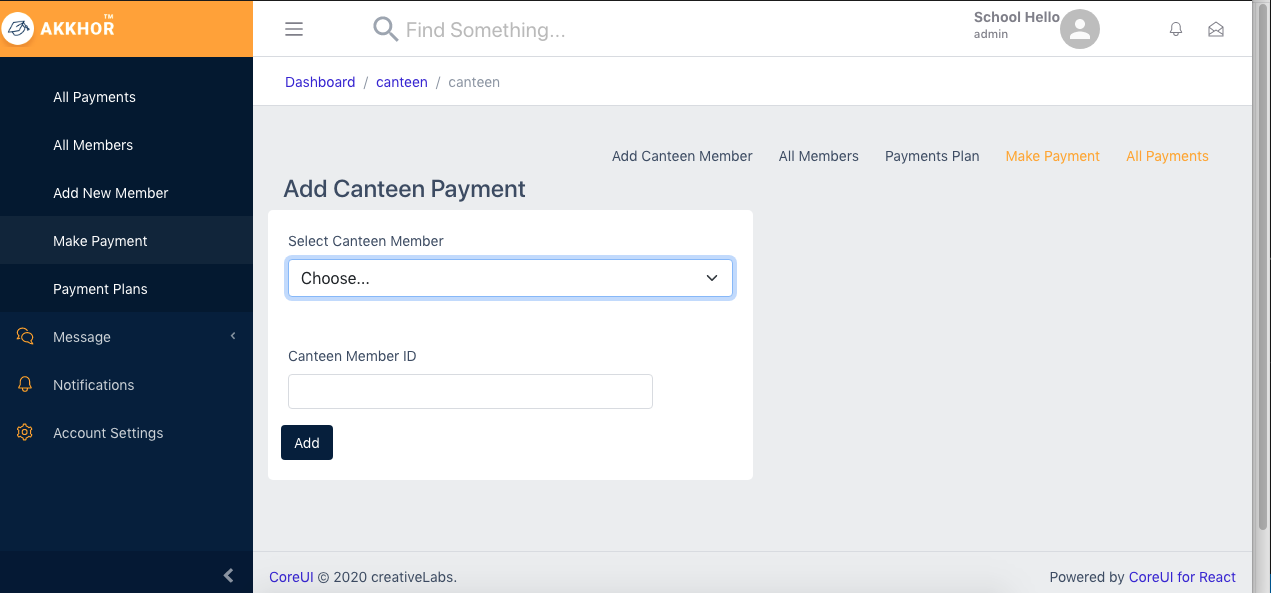 AKKHOR™
Find Something...
School Hello
admin
All Payments
All Members
Add New Member
Make Payment
Payment Plans
Message
Notifications
Account Settings
Dashboard / canteen / canteen
Add Canteen Member All Members Payments Plan Make Payment All Payments
Add Canteen Payment
Select Canteen Member
Choose...
Canteen Member ID
Add
CoreUI © 2020 creativeLabs.
Powered by CoreUI for React